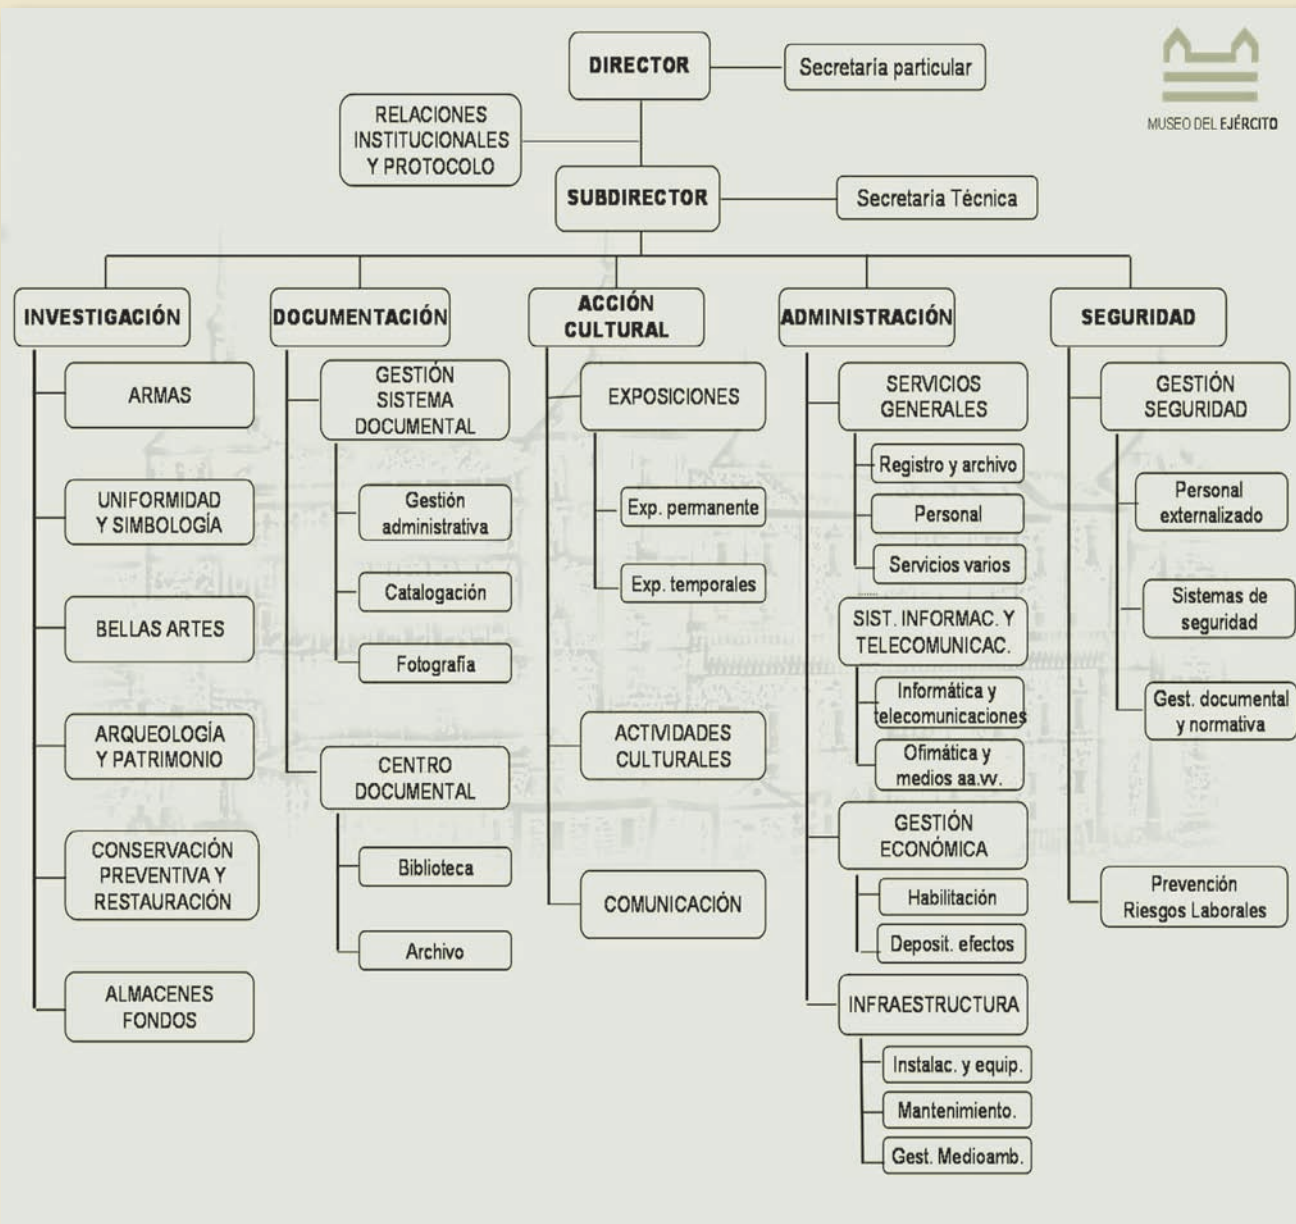 DIRECTOR
Secretaría particular
MUSEO DEL EJÉRCITO
RELACIONES
INSTITUCIONALES
Y PROTOCOLO
SUBDIRECTOR
Secretaría Técnica
INVESTIGACIÓN
ARMAS
UNIFORMIDAD
Y SIMBOLOGÍA
BELLAS ARTES
ARQUEOLOGÍA
Y PATRIMONIO
CONSERVACIÓN
PREVENTIVA Y
RESTAURACIÓN
ALMACENES
FONDOS
DOCUMENTACIÓN
GESTIÓN
SISTEMA
DOCUMENTAL
Gestión
administrativa
Catalogación
Fotografía
CENTRO
DOCUMENTAL
Biblioteca
Archivo
ACCIÓN
CULTURAL
EXPOSICIONES
Exp. permanente
Exp. temporales
ACTIVIDADES
CULTURALES
COMUNICACIÓN
ADMINISTRACIÓN
SERVICIOS
GENERALES
Registro y archivo
Personal
Servicios varios
SIST. INFORMAC. Y
TELECOMUNICAC.
Informática y
telecomunicaciones
Ofimática y
medios aa.vv.
GESTIÓN
ECONÓMICA
Habilitación
Deposit. efectos
INFRAESTRUCTURA
Instalac. y equip.
Mantenimiento.
Gest. Medioamb.
SEGURIDAD
GESTIÓN
SEGURIDAD
Personal
externalizado
Sistemas de
seguridad
Gest. documental
y normativa
Prevención
Riesgos Laborales